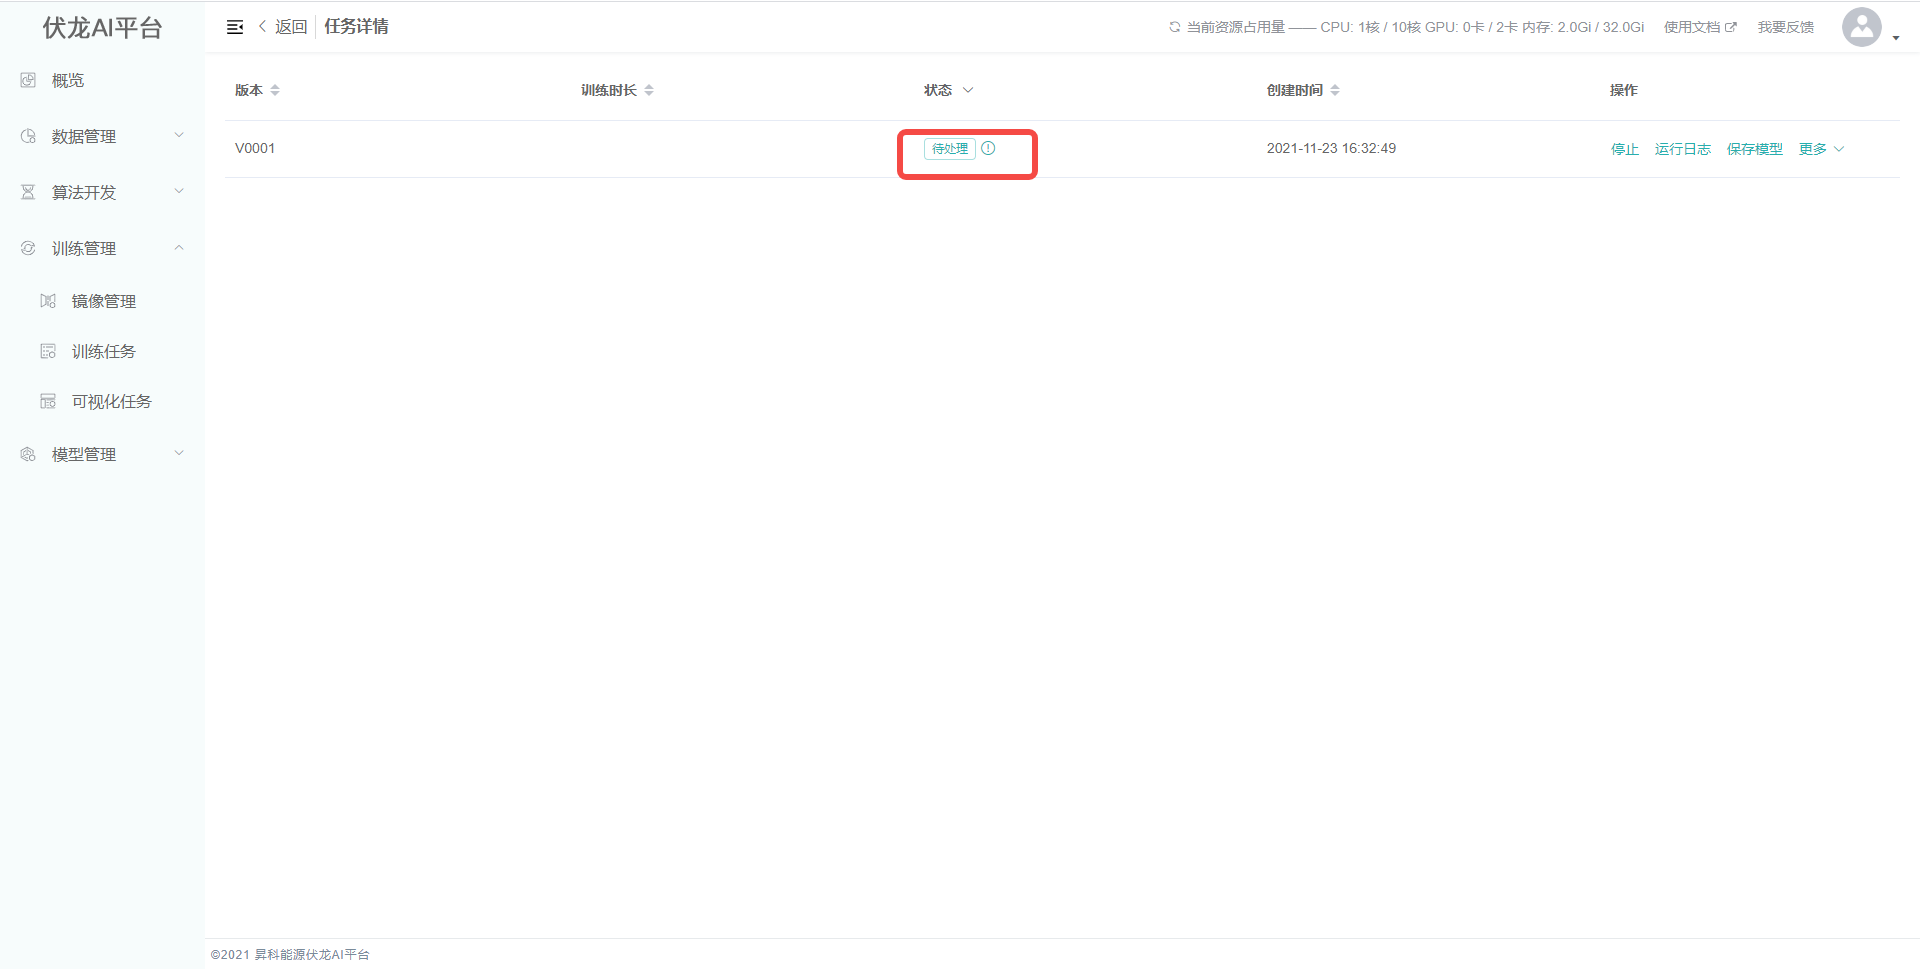 伏龙AI平台
返回 任务详情
当前资源占用量 —— CPU: 1核 / 10核 GPU: 0卡 / 2卡 内存: 2.0Gi / 32.0Gi 使用文档 我要反馈
概览
数据管理
算法开发
训练管理
镜像管理
训练任务
可视化任务
模型管理
版本 训练时长 状态 创建时间 操作
V0001 待处理 2021-11-23 16:32:49 停止 运行日志 保存模型 更多
©2021 昇科能源伏龙AI平台